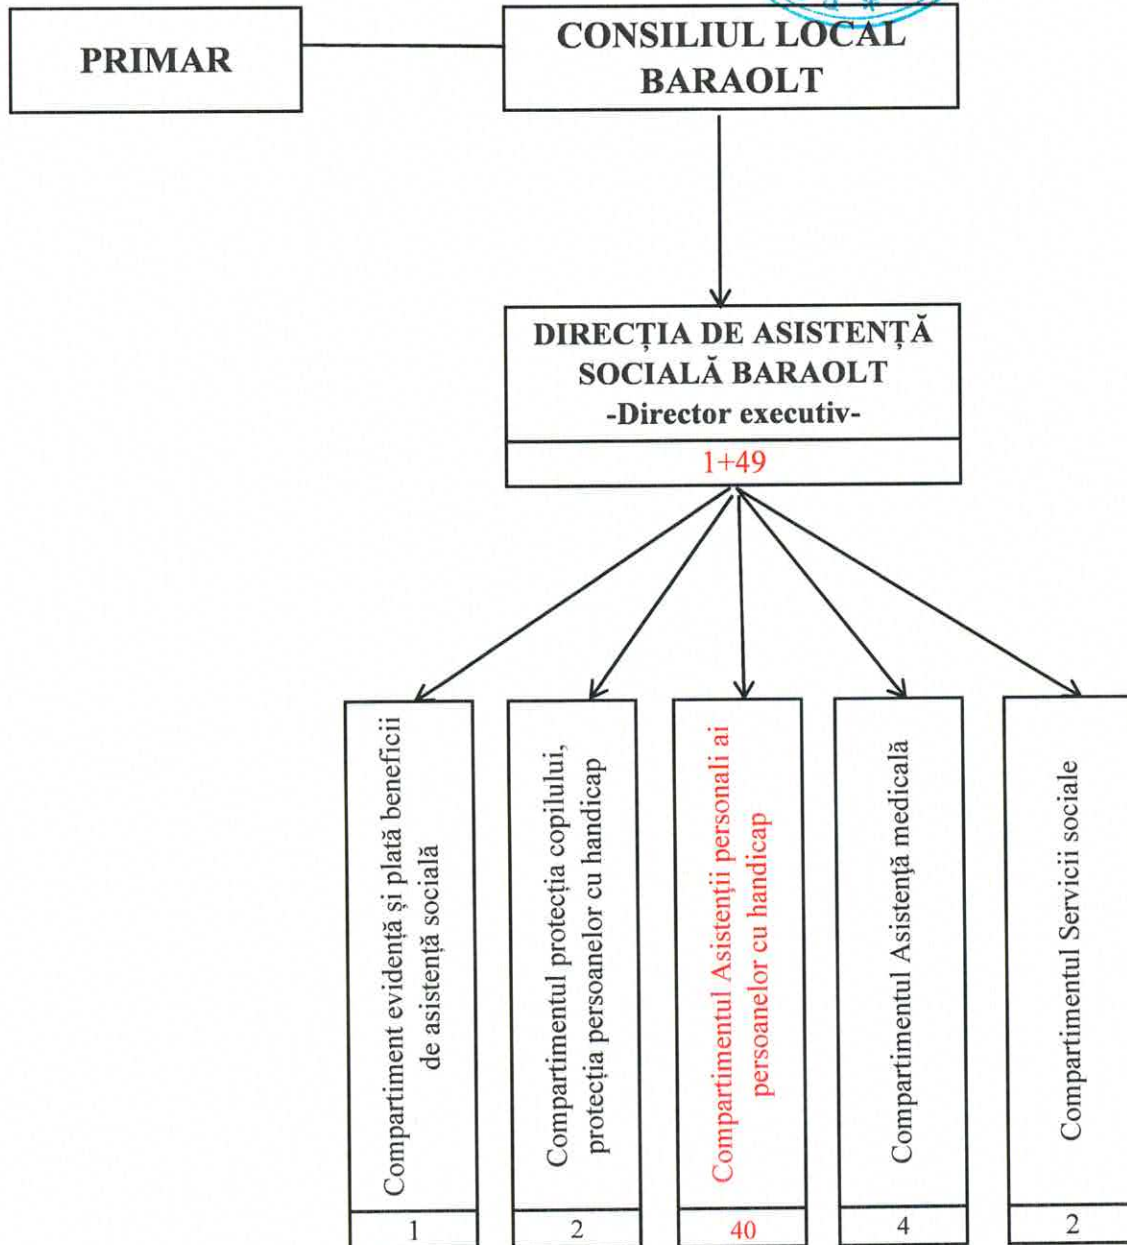 PRIMAR
CONSILIUL LOCAL
BARAOLT
DIRECȚIA DE ASISTENȚĂ
SOCIALĂ BARAOLT
-Director executiv-
1+49
Compartiment evidență și plată beneficii
de asistență socială
1
Compartimentul protecția copilului,
protecția persoanelor cu handicap
2
Compartimentul Asistenții personali ai
persoanelor cu handicap
40
Compartimentul Asistență medicală
4
Compartimentul Servicii sociale
2